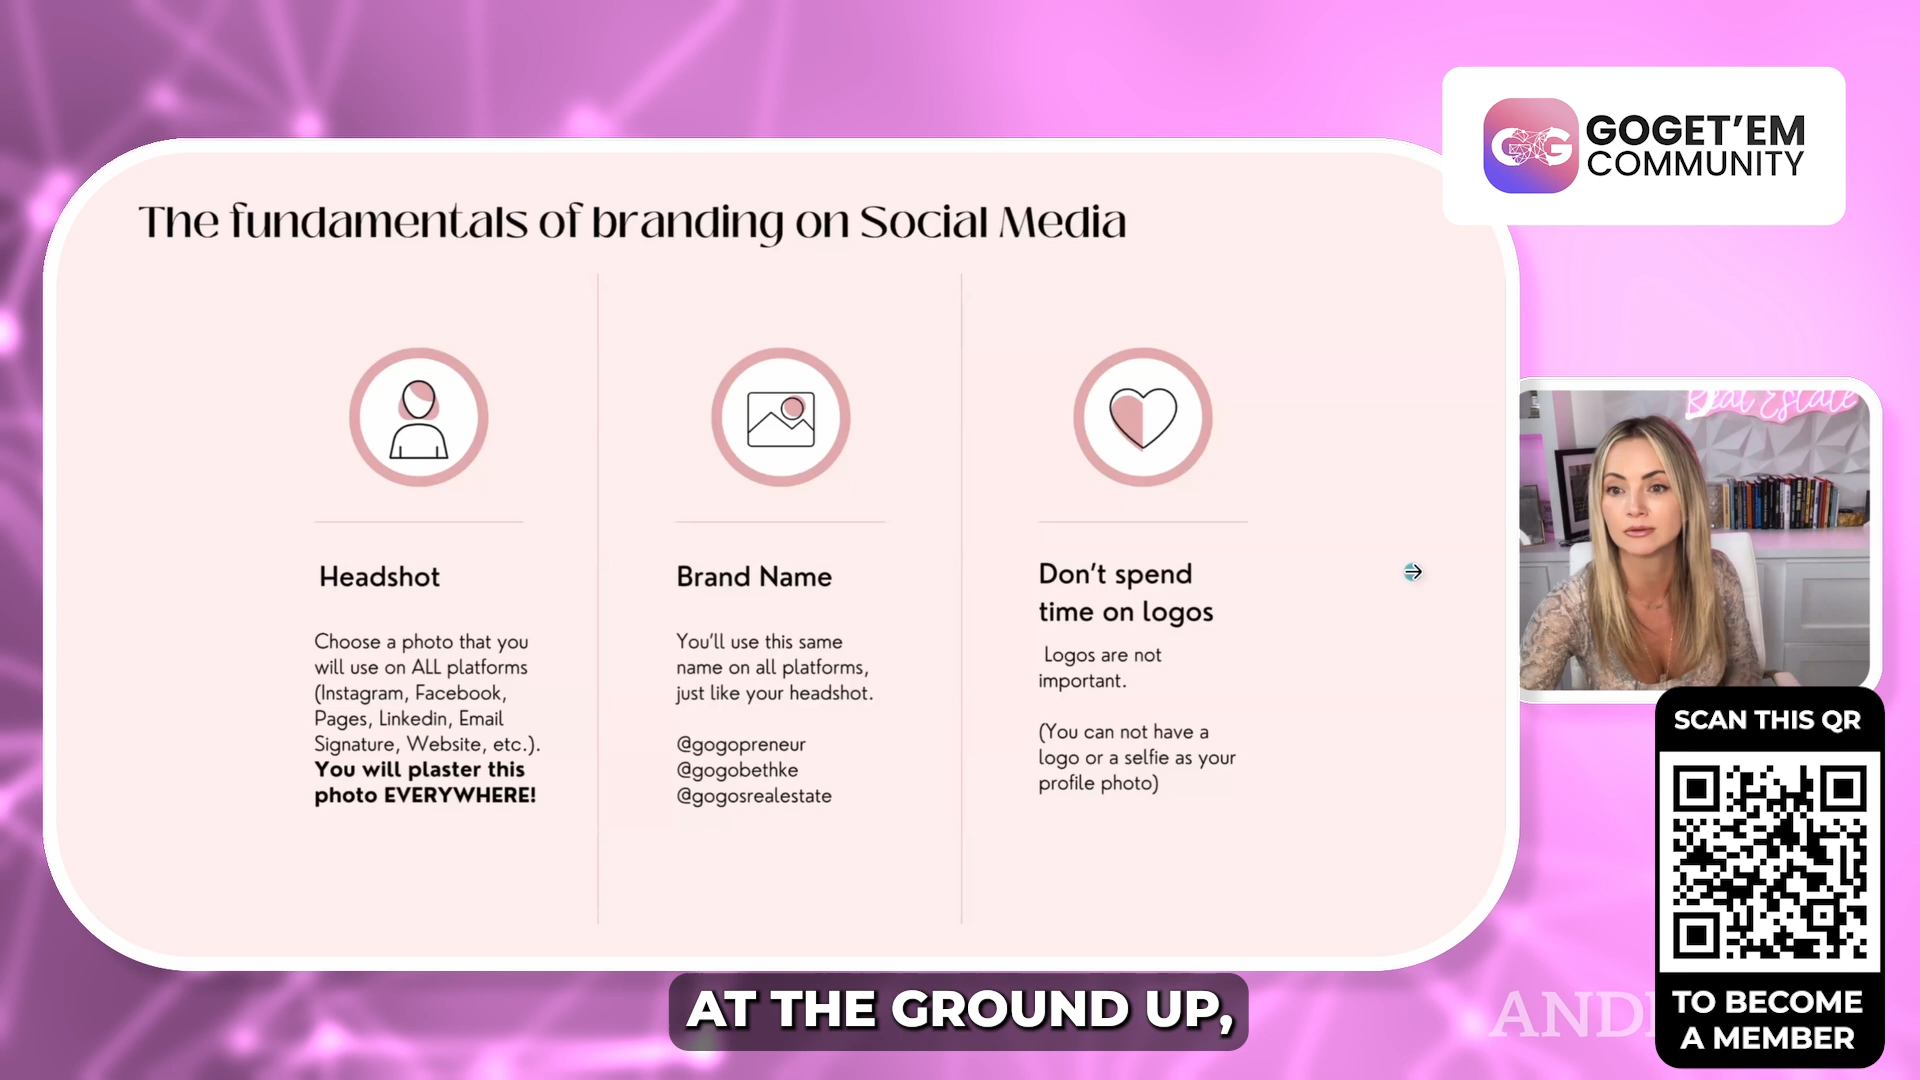 GOGET'EM
COMMUNITY
The fundamentals of branding on Social Media
Real Estate
Headshot
Choose a photo that you
will use on ALL platforms
(Instagram, Facebook,
Pages, Linkedin, Email
Signature, Website, etc.).
You will plaster this
photo EVERYWHERE!
Brand Name
You'll use this same
name on all platforms,
just like your headshot.
@gogopreneur
@gogobethke
@gogosrealestate
Don't spend
time on logos
Logos are not
important.
(You can not have a
logo or a selfie as your
profile photo)
SCAN THIS QR
TO BECOME
A MEMBER
AT THE GROUND UP,